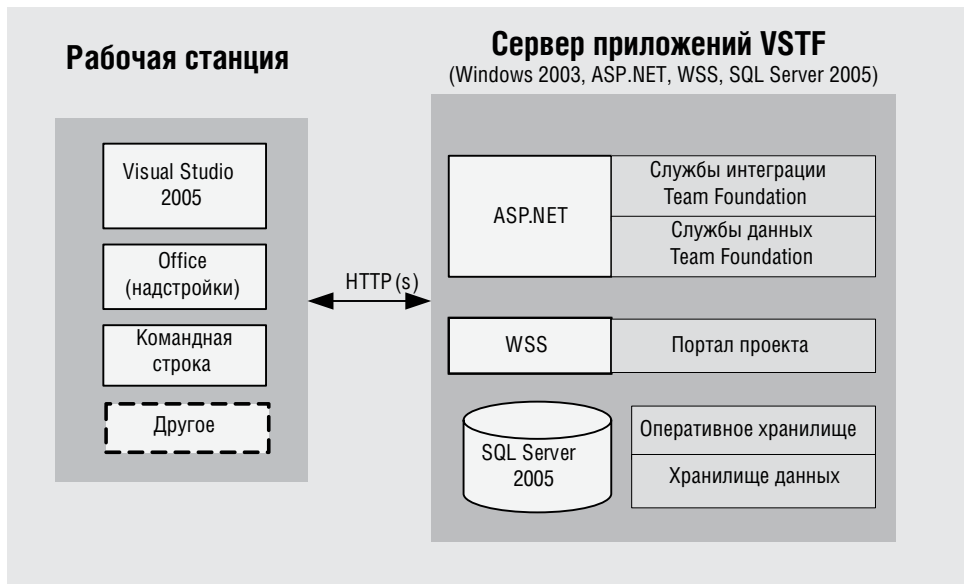 Рабочая станция
Сервер приложений VSTF
(Windows 2003, ASP.NET, WSS, SQL Server 2005)
Visual Studio
2005
Office
(надстройки)
Командная
строка
Другое
HTTP(s)
ASP.NET
Службы интеграции
Team Foundation
Службы данных
Team Foundation
WSS
Портал проекта
SQL Server
2005
Оперативное хранилище
Хранилище данных